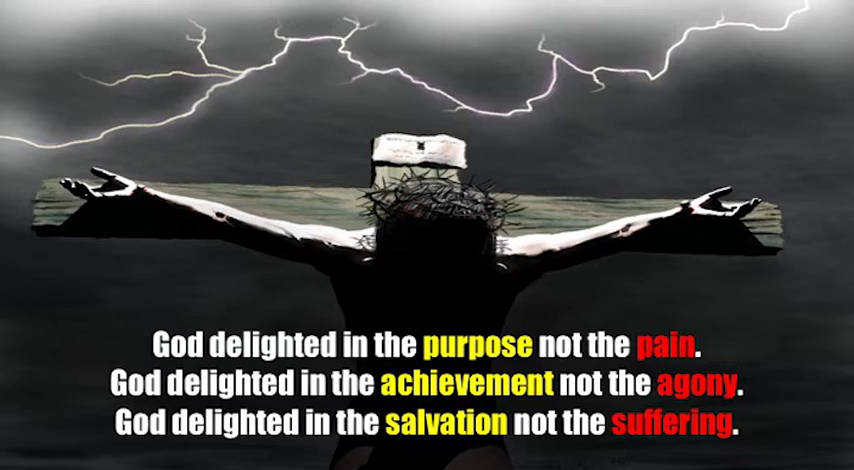 God delighted in the purpose not the pain.
God delighted in the achievement not the agony.
God delighted in the salvation not the suffering.